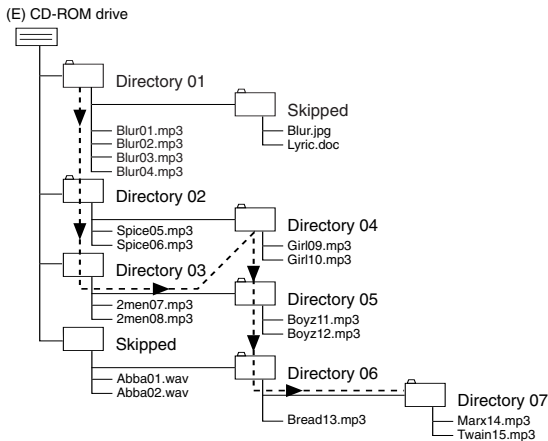 (E) CD-ROM drive
Directory 01
Skipped
Blur01.mp3
Blur02.mp3
Blur03.mp3
Blur04.mp3
Blur.jpg
Lyric.doc
Directory 02
Spice05.mp3
Spice06.mp3
Directory 04
Girl09.mp3
Girl10.mp3
Directory 03
2men07.mp3
2men08.mp3
Directory 05
Boyz11.mp3
Boyz12.mp3
Skipped
Abba01.wav
Abba02.wav
Directory 06
Bread13.mp3
Directory 07
Marx14.mp3
Twain15.mp3